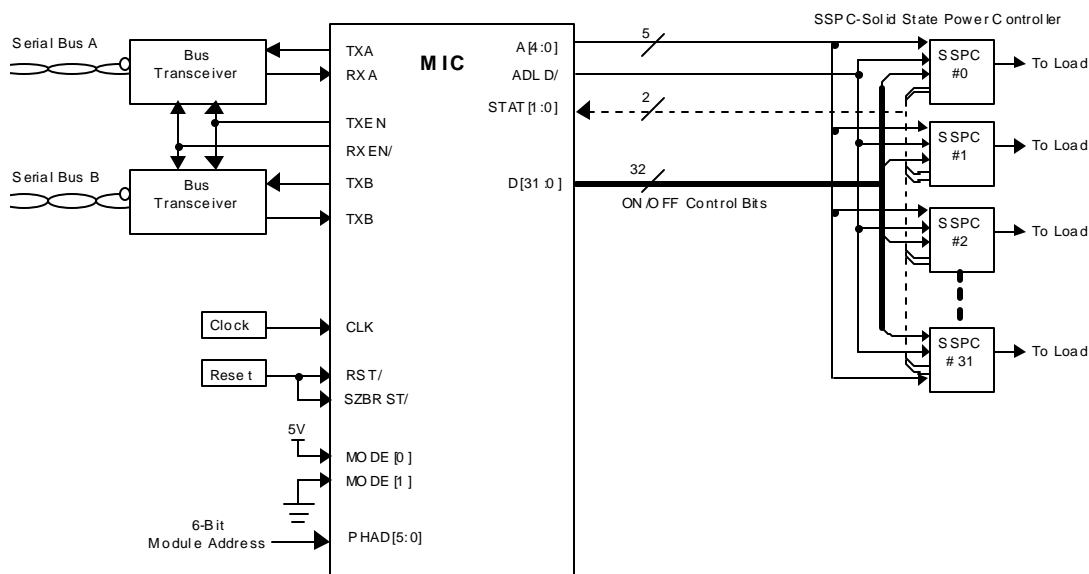 SSPC-Solid State Power Controller
Serial Bus A
Bus
Transceiver
TXA
RXA
MIC
A[4:0]
5
ADLD/
STAT[1:0]
2
SSPC
#0
To Load
TXEN
RXEN/
SSPC
#1
To Load
Serial Bus B
Bus
Transceiver
TXB
TXB
D[31:0]
32
ON/OFF Control Bits
SSPC
#2
To Load
Clock
CLK
SSPC
#31
To Load
Reset
RST/
SZBRST/
5V
MODE[0]
MODE[1]
6-Bit
Module Address
PHAD[5:0]